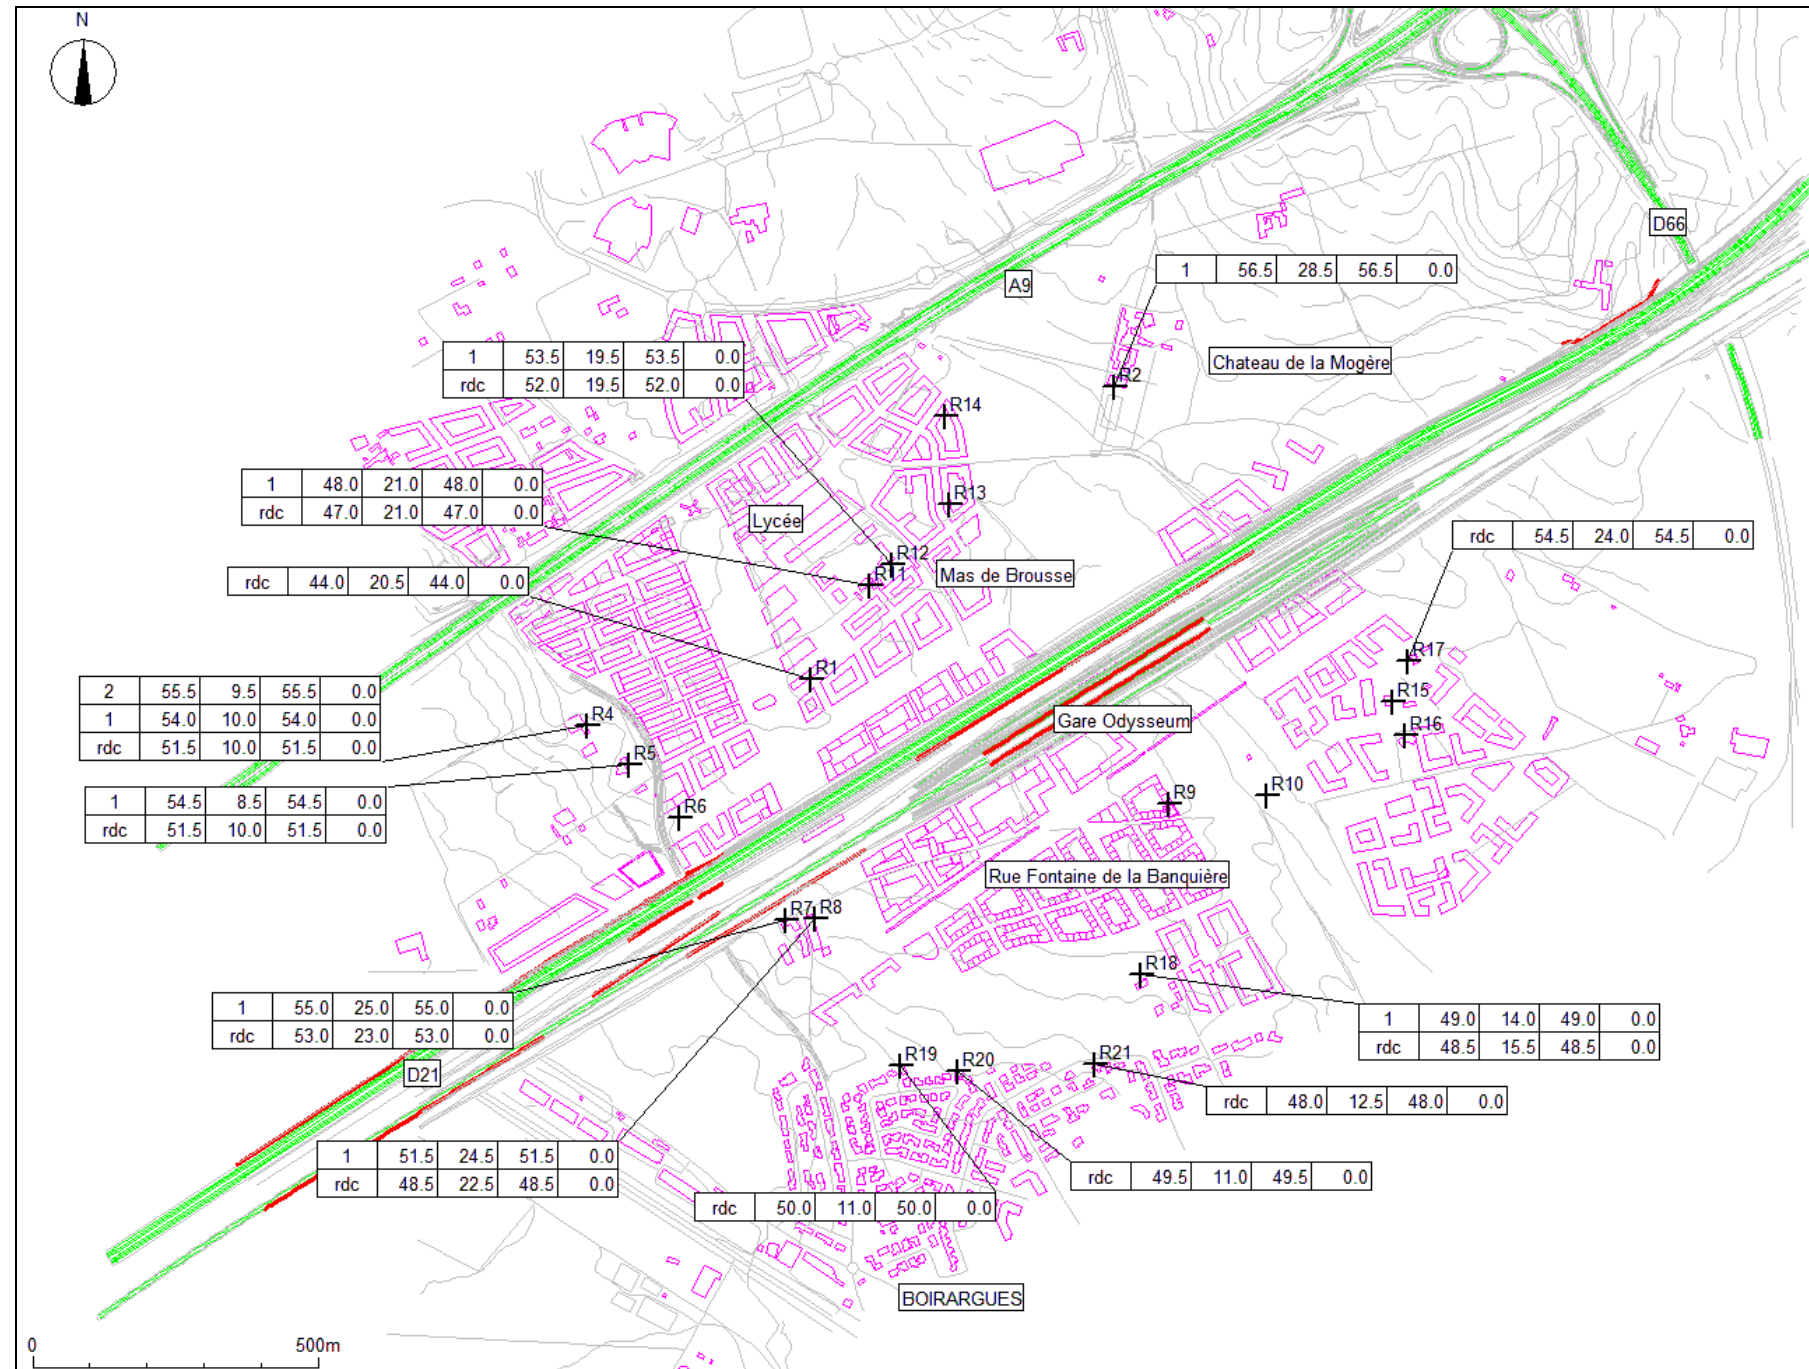 N
D66
1 56.5 28.5 56.5 0.0
A9
1 53.5 19.5 53.5 0.0
rdc 52.0 19.5 52.0 0.0
Chateau de la Mogère
R2
R14
1 48.0 21.0 48.0 0.0
rdc 47.0 21.0 47.0 0.0
R13
Lycée
rdc 54.5 24.0 54.5 0.0
R12
R11
Mas de Brousse
rdc 44.0 20.5 44.0 0.0
R17
R1
2 55.5 9.5 55.5 0.0
1 54.0 10.0 54.0 0.0
rdc 51.5 10.0 51.5 0.0
R15
R4
Gare Odysseum
R16
R5
1 54.5 8.5 54.5 0.0
rdc 51.5 10.0 51.5 0.0
R10
R9
R6
Rue Fontaine de la Banquière
R7
R8
R18
1 55.0 25.0 55.0 0.0
rdc 53.0 23.0 53.0 0.0
1 49.0 14.0 49.0 0.0
rdc 48.5 15.5 48.5 0.0
R19
R20
R21
D21
rdc 48.0 12.5 48.0 0.0
1 51.5 24.5 51.5 0.0
rdc 48.5 22.5 48.5 0.0
rdc 49.5 11.0 49.5 0.0
rdc 50.0 11.0 50.0 0.0
BOIRARGUES
0 500m